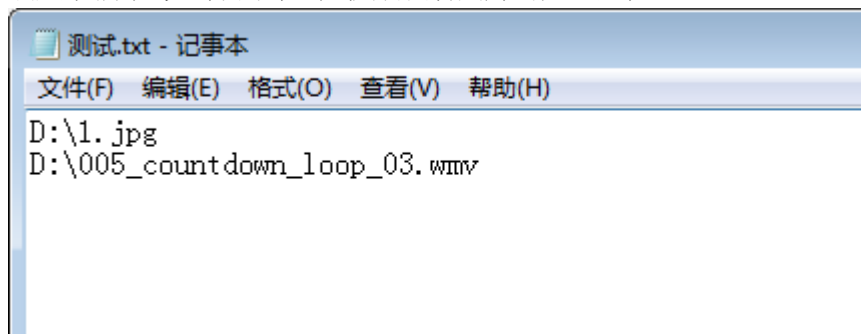 测试.txt - 记事本
文件(F) 编辑(E) 格式(O) 查看(V) 帮助(H)
D:\1.jpg
D:\005_countdown_loop_03.wmv